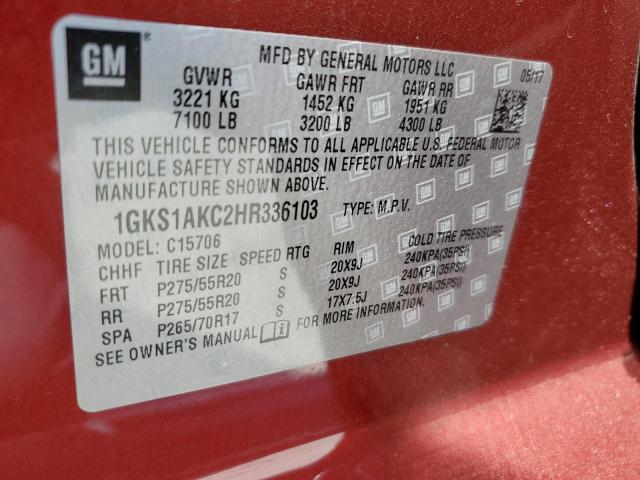 GM®
MFD BY GENERAL MOTORS LLC
05/17
GVWR GAWR FRT GAWR RR
3221 KG 1452 KG 1951 KG
7100 LB 3200 LB 4300 LB
THIS VEHICLE CONFORMS TO ALL APPLICABLE U.S. FEDERAL MOTOR
VEHICLE SAFETY STANDARDS IN EFFECT ON THE DATE OF
MANUFACTURE SHOWN ABOVE.
1GKS1AKC2HR336103 TYPE: M.P.V.
MODEL: C15706
CHHF TIRE SIZE SPEED RTG RIM COLD TIRE PRESSURE
FRT P275/55R20 S 20X9J 240KPA(35PSI)
RR P275/55R20 S 20X9J 240KPA(35PSI)
SPA P265/70R17 S 17X7.5J 240KPA(35PSI)
SEE OWNER'S MANUAL FOR MORE INFORMATION.